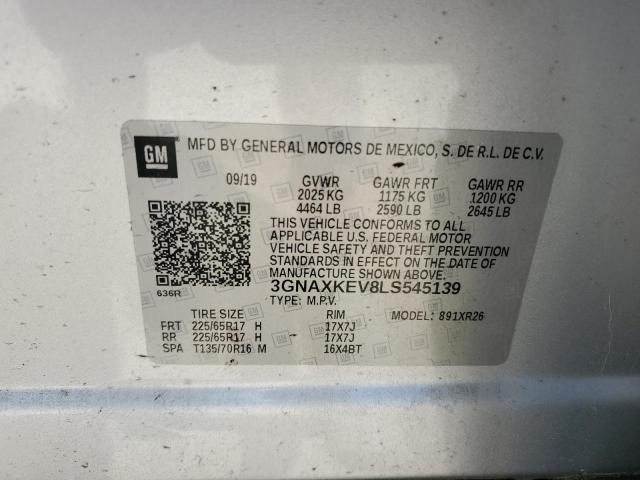 GM
MFD BY GENERAL MOTORS DE MEXICO, S. DE R.L. DE C.V.
09/19 GVWR GAWR FRT GAWR RR
2025 KG 1175 KG 1200 KG
4464 LB 2590 LB 2645 LB
THIS VEHICLE CONFORMS TO ALL
APPLICABLE U.S. FEDERAL MOTOR
VEHICLE SAFETY AND THEFT PREVENTION
STANDARDS IN EFFECT ON THE DATE OF
MANUFACTURE SHOWN ABOVE.
636R
3GNAXKEV8LS545139
TYPE: M.P.V.
TIRE SIZE RIM MODEL: 891XR26
FRT 225/65R17 H 17X7J
RR 225/65R17 H 17X7J
SPA T135/70R16 M 16X4BT